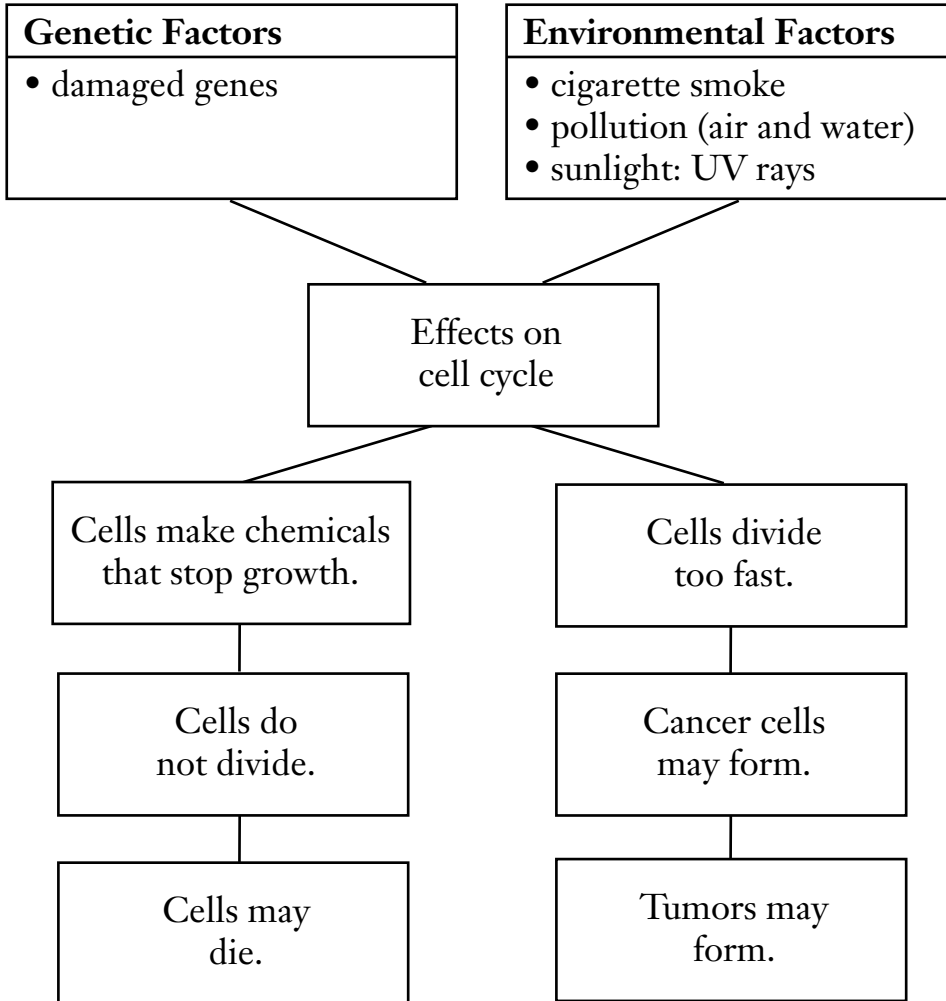 Genetic Factors
• damaged genes
Environmental Factors
• cigarette smoke
• pollution (air and water)
• sunlight: UV rays
Effects on
cell cycle
Cells make chemicals
that stop growth.
Cells do
not divide.
Cells may
die.
Cells divide
too fast.
Cancer cells
may form.
Tumors may
form.